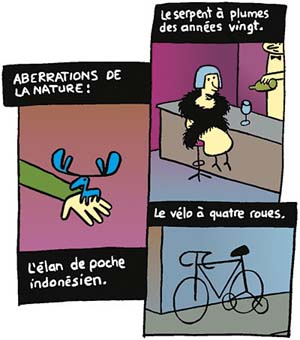 ABERRATIONS DE
LA NATURE :
L'élan de poche
indonésien.
Le serpent à plumes
des années vingt.
Le vélo à quatre roues.